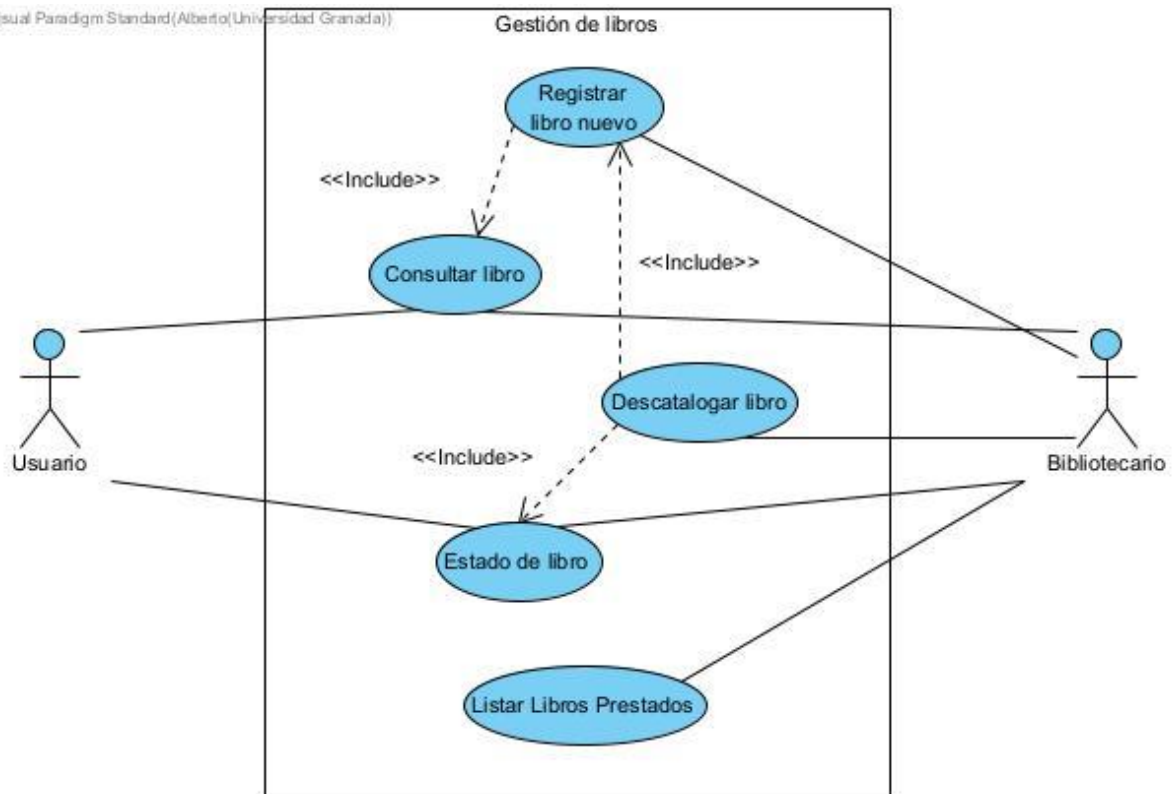 sual Paradigm Standard(Alberto(Universidad Granada))
Gestión de libros
Registrar
libro nuevo
<<Include>>
<<Include>>
Consultar libro
Descatalogar libro
<<Include>>
Usuario
Bibliotecario
Estado de libro
Listar Libros Prestados